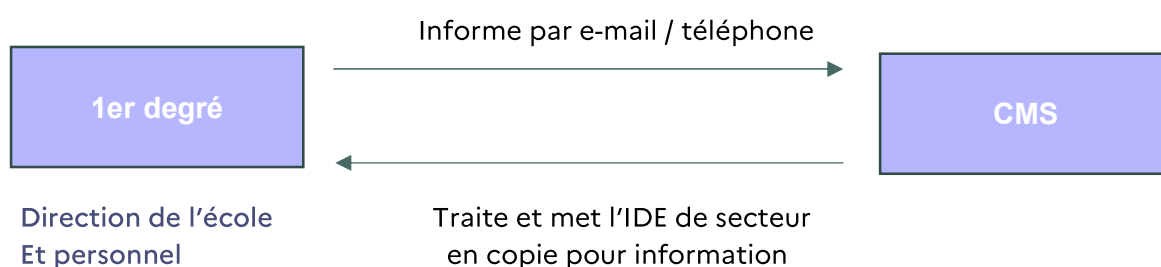 Informe par e-mail / téléphone
1er degré
CMS
Direction de l'école
Et personnel
Traite et met l'IDE de secteur
en copie pour information